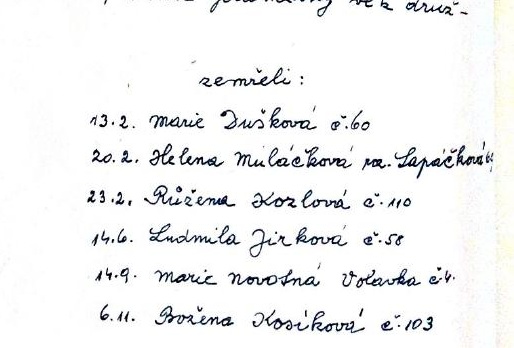 druž-
zemřeli:
13.2. Marie Dušková č.60
20.2. Helena Muláčková roz. Lapáčková
23.2. Růžena Kozlová č.110
14.6. Ludmila Jirková č.58
14.9. Marie Novotná Volavka č.4.
6.11. Božena Kosíková č.103